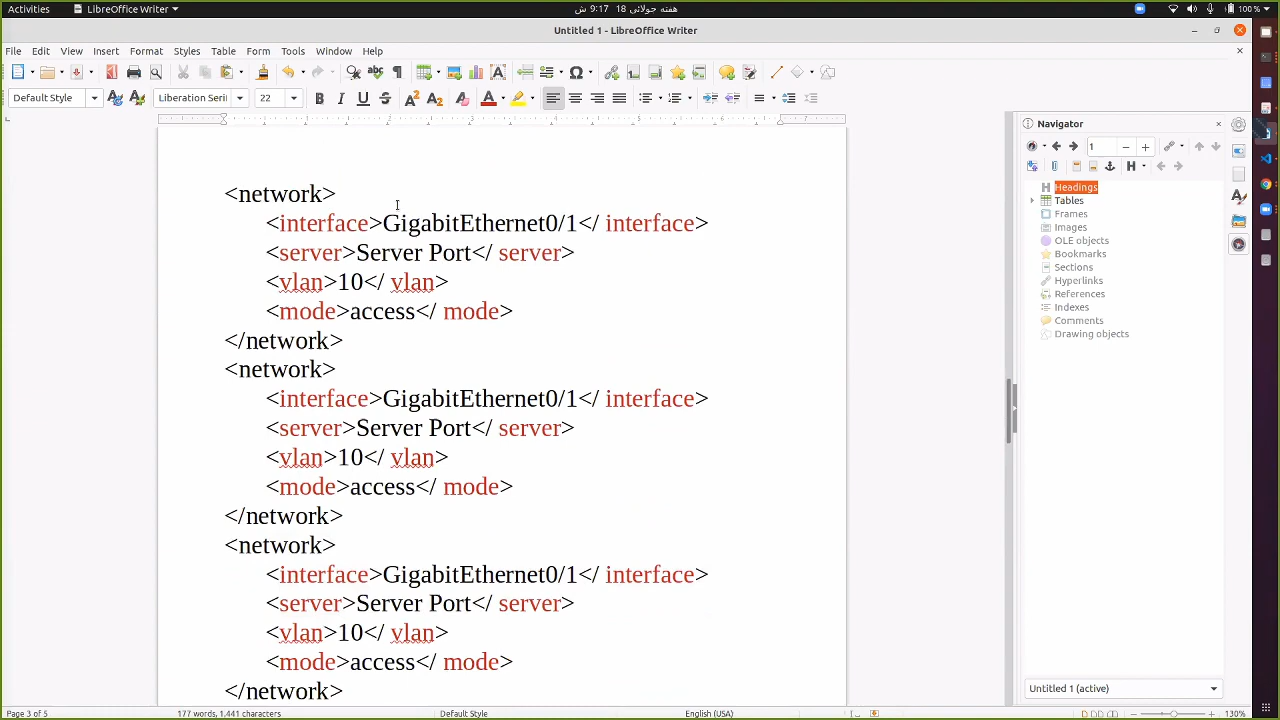 Activities LibreOffice Writer هفته جولائی 18 9:17 ش 100 %
Untitled 1 - LibreOffice Writer
File Edit View Insert Format Styles Table Form Tools Window Help
Default Style Liberation Seri 22
Navigator
1
Headings
Tables
Frames
Images
OLE objects
Bookmarks
Sections
Hyperlinks
References
Indexes
Comments
Drawing objects
Untitled 1 (active)
<network>
<interface>GigabitEthernet0/1</ interface>
<server>Server Port</ server>
<vlan>10</ vlan>
<mode>access</ mode>
</network>
<network>
<interface>GigabitEthernet0/1</ interface>
<server>Server Port</ server>
<vlan>10</ vlan>
<mode>access</ mode>
</network>
<network>
<interface>GigabitEthernet0/1</ interface>
<server>Server Port</ server>
<vlan>10</ vlan>
<mode>access</ mode>
</network>
Page 3 of 5 177 words, 1,441 characters Default Style English (USA) 130%